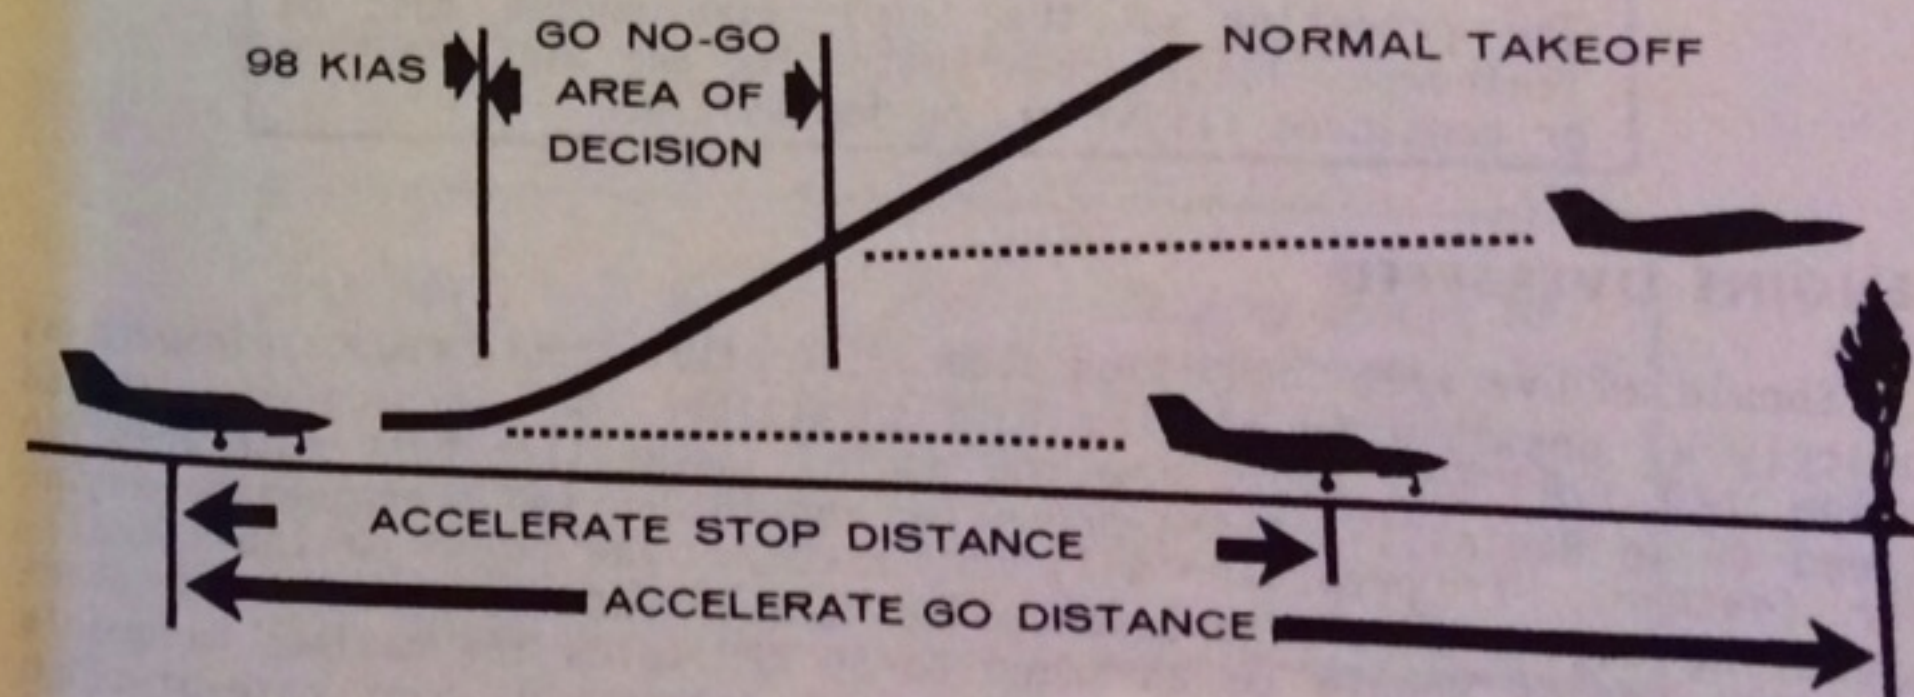 98 KIAS
GO NO-GO
AREA OF
DECISION
NORMAL TAKEOFF
ACCELERATE STOP DISTANCE
ACCELERATE GO DISTANCE